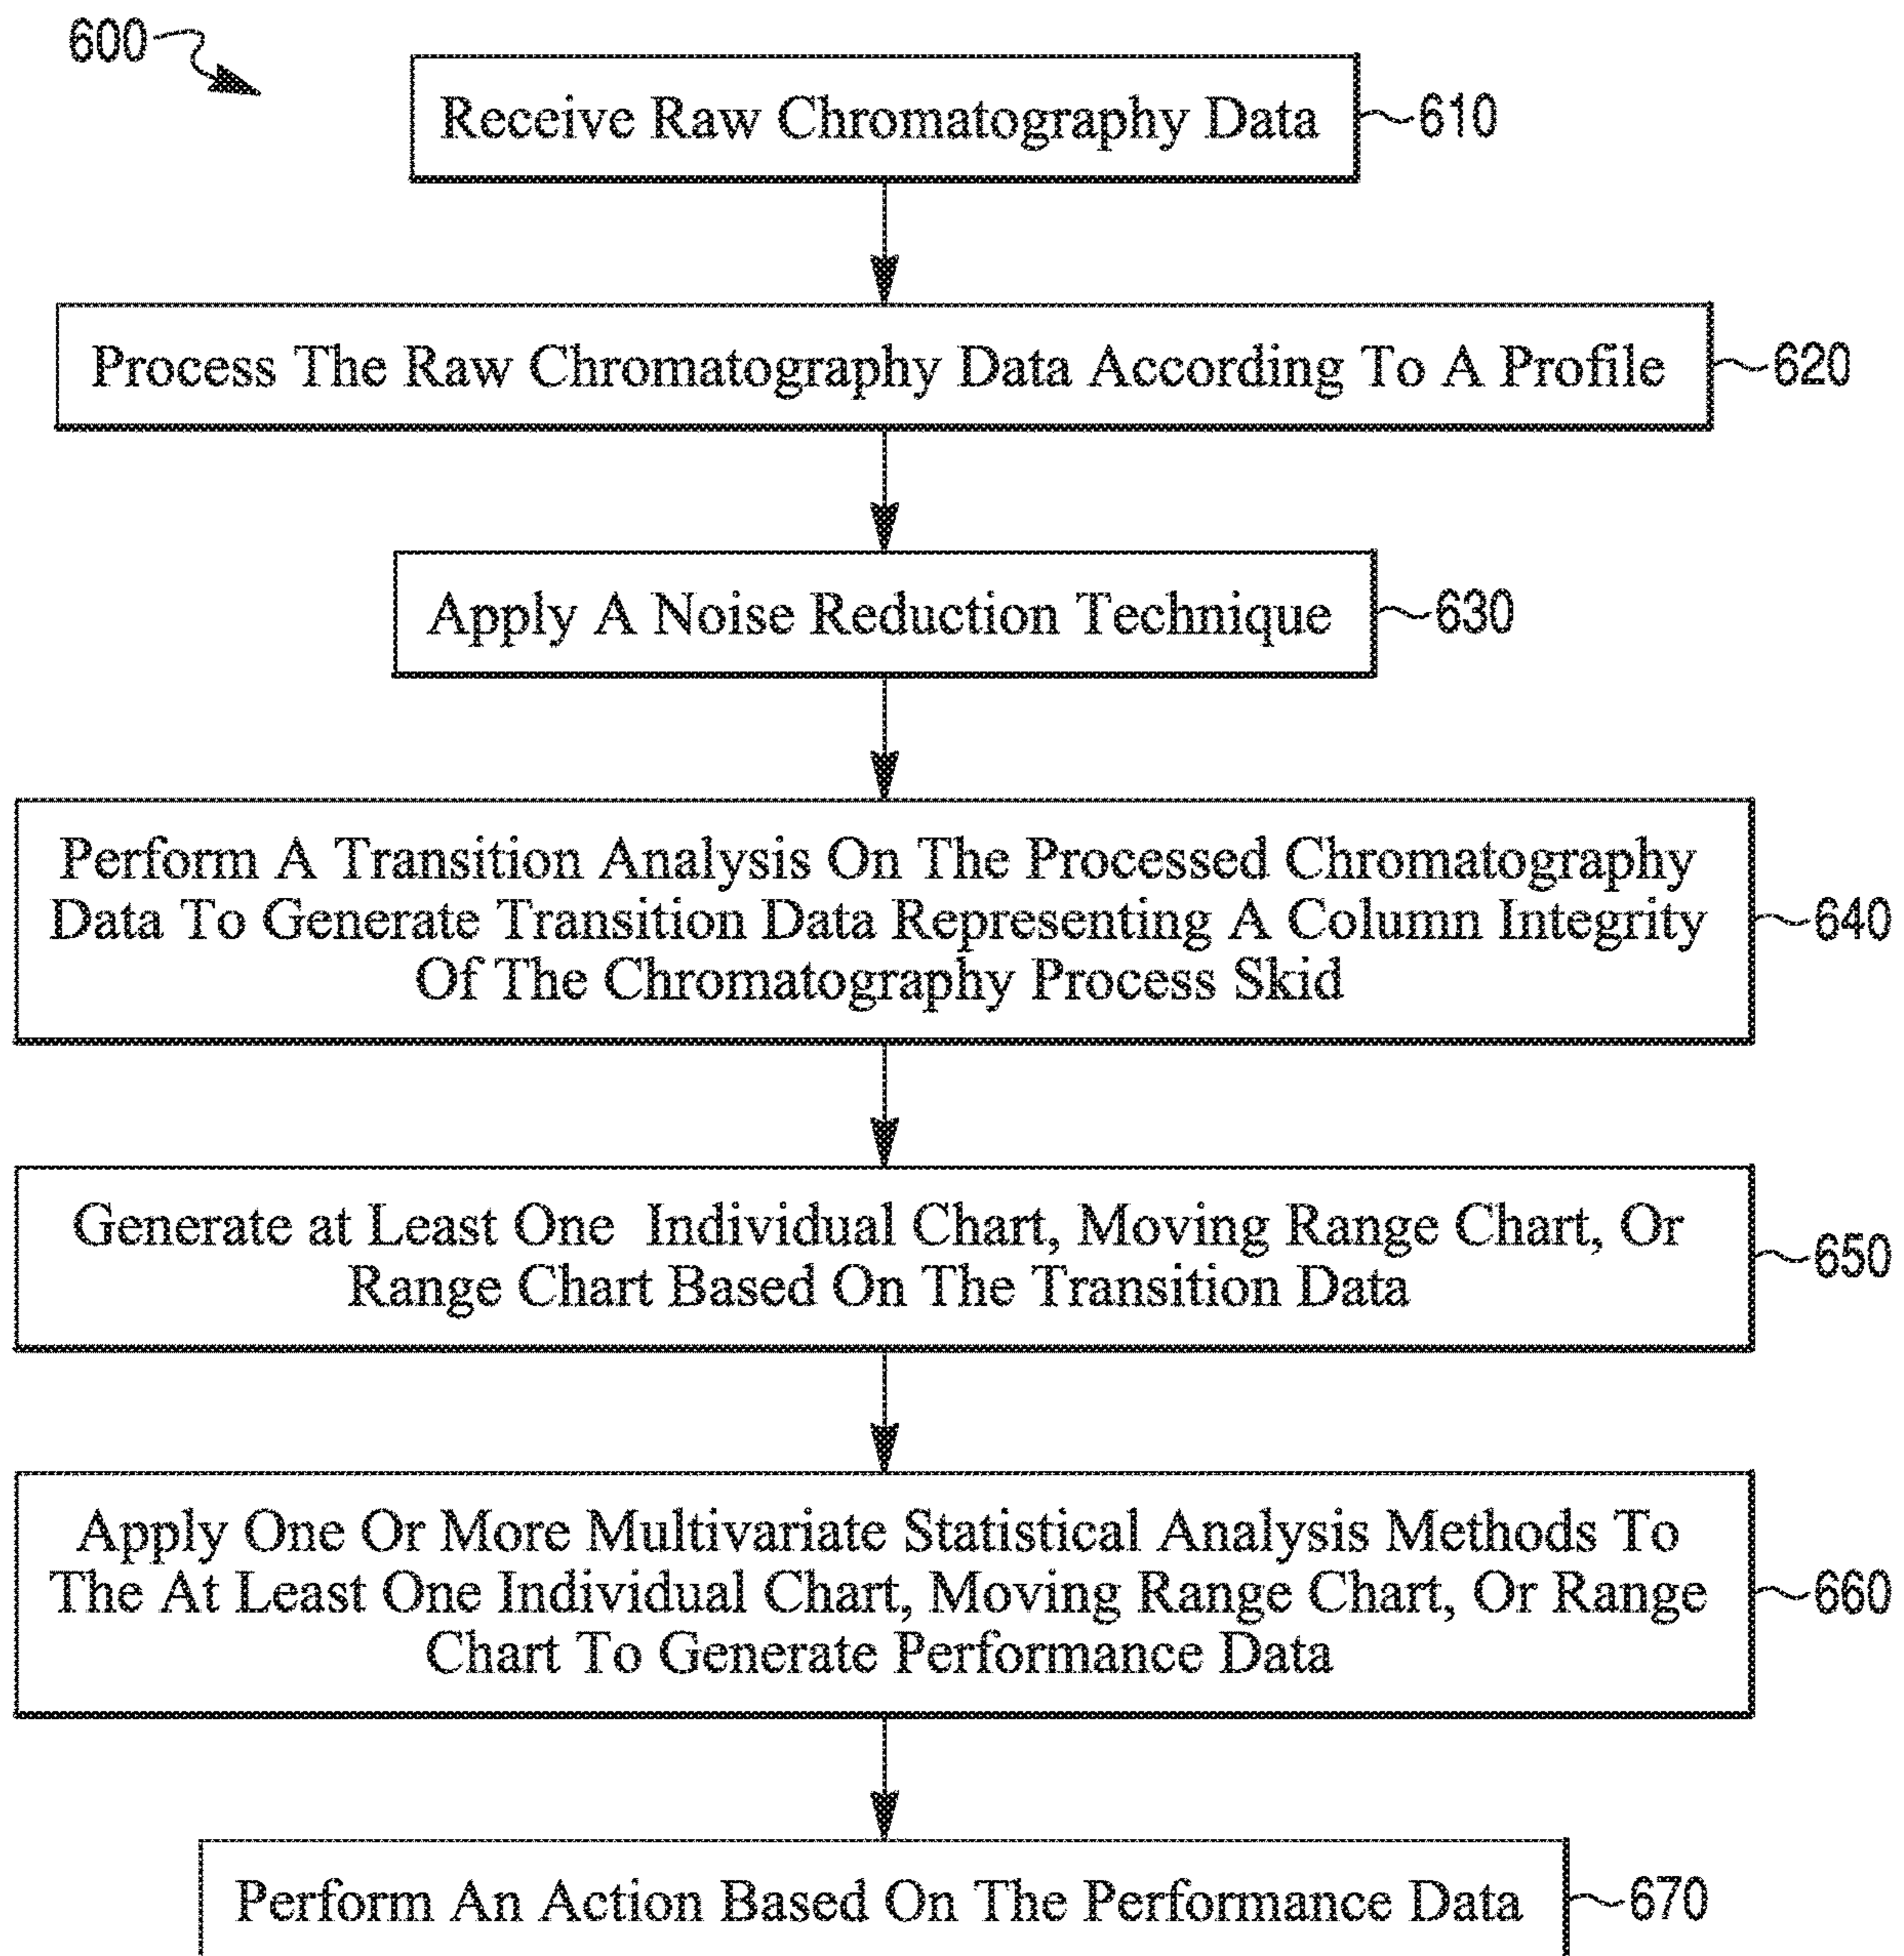 600
Receive Raw Chromatography Data
610
Process The Raw Chromatography Data According To A Profile
620
Apply A Noise Reduction Technique
630
Perform A Transition Analysis On The Processed Chromatography
Data To Generate Transition Data Representing A Column Integrity
Of The Chromatography Process Skid
640
Generate at Least One Individual Chart, Moving Range Chart, Or
Range Chart Based On The Transition Data
650
Apply One Or More Multivariate Statistical Analysis Methods To
The At Least One Individual Chart, Moving Range Chart, Or Range
Chart To Generate Performance Data
660
Perform An Action Based On The Performance Data
670